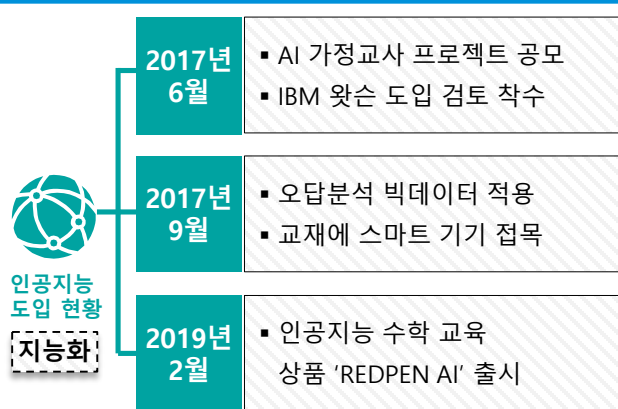 2017년
6월
▪ AI 가정교사 프로젝트 공모
▪ IBM 왓슨 도입 검토 착수
2017년
9월
▪ 오답분석 빅데이터 적용
▪ 교재에 스마트 기기 접목
인공지능
도입 현황
지능화
2019년
2월
▪ 인공지능 수학 교육
상품 'REDPEN AI' 출시